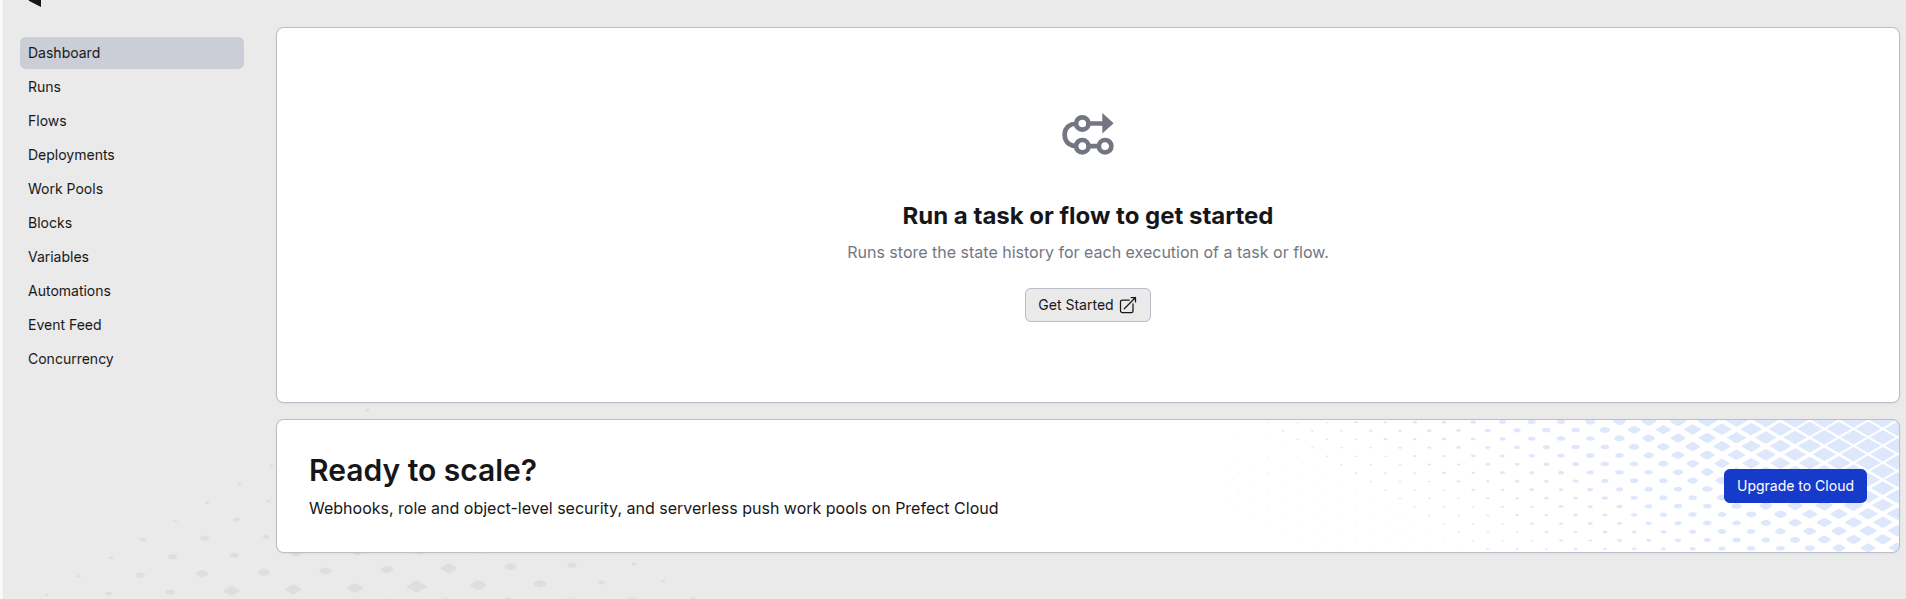 Dashboard
Runs
Flows
Deployments
Work Pools
Blocks
Variables
Automations
Event Feed
Concurrency
Run a task or flow to get started
Runs store the state history for each execution of a task or flow.
Get Started
Ready to scale?
Webhooks, role and object-level security, and serverless push work pools on Prefect Cloud
Upgrade to Cloud